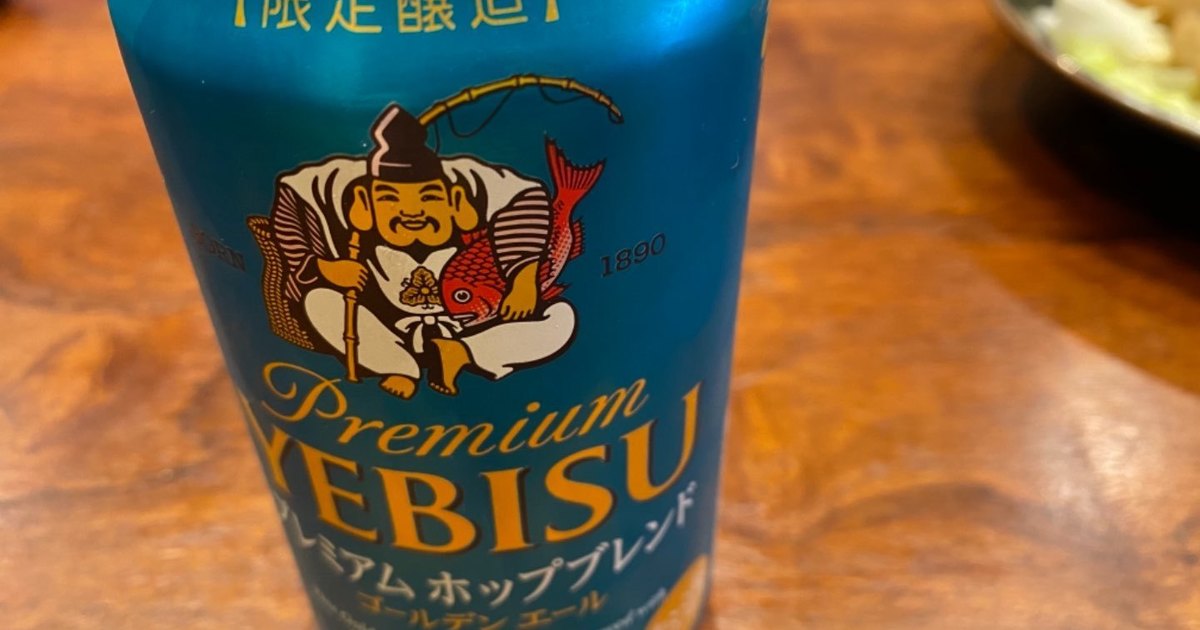 【限定醸造】
BORN 1890
Premium
YEBISU
プレミアム ホップブレンド
ゴールデンエール